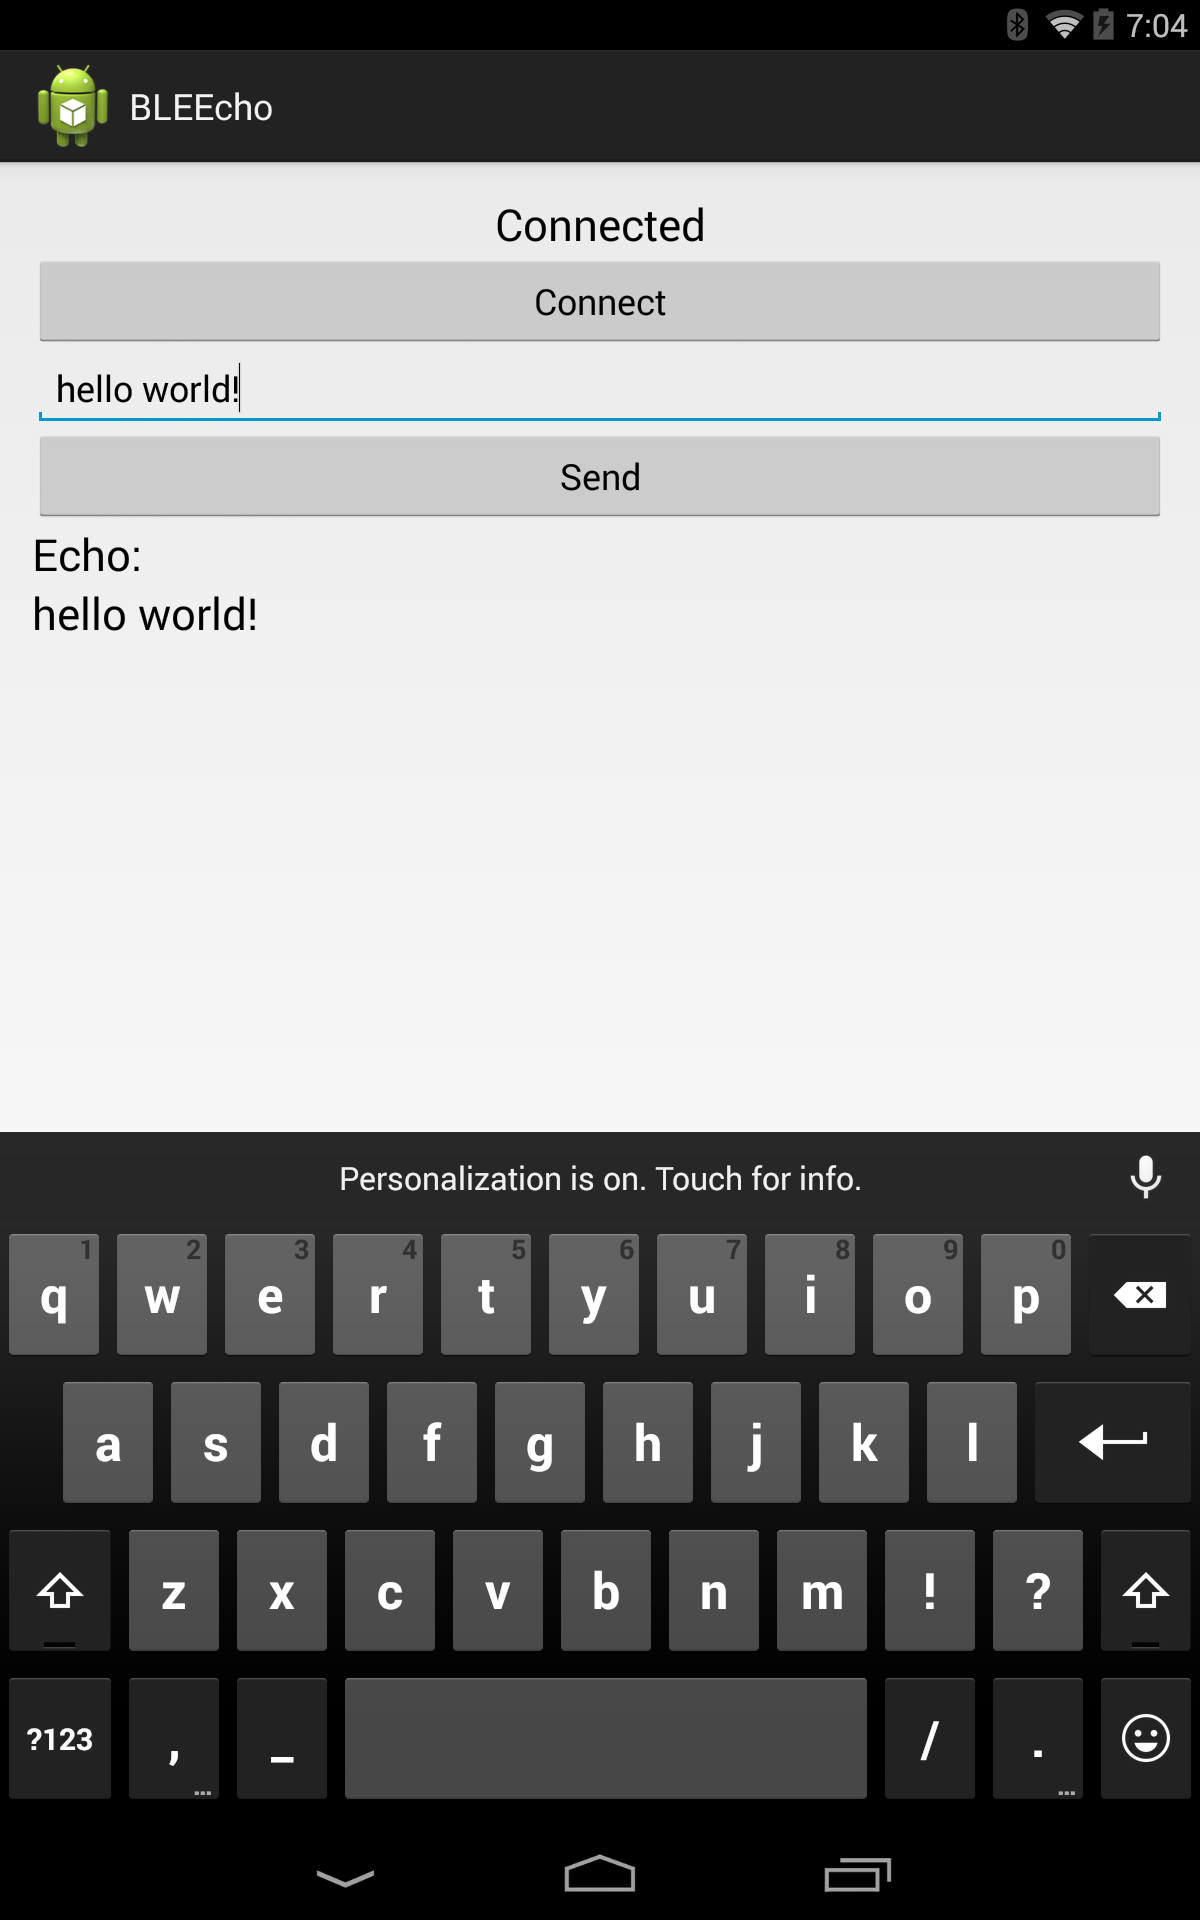 7:04
BLEEcho
Connected
Connect
hello world!
Send
Echo:
hello world!
Personalization is on. Touch for info.
1 2 3 4 5 6 7 8 9 0
q w e r t y u i o p
a s d f g h j k l
z x c v b n m ! ?
?123 , _ / .